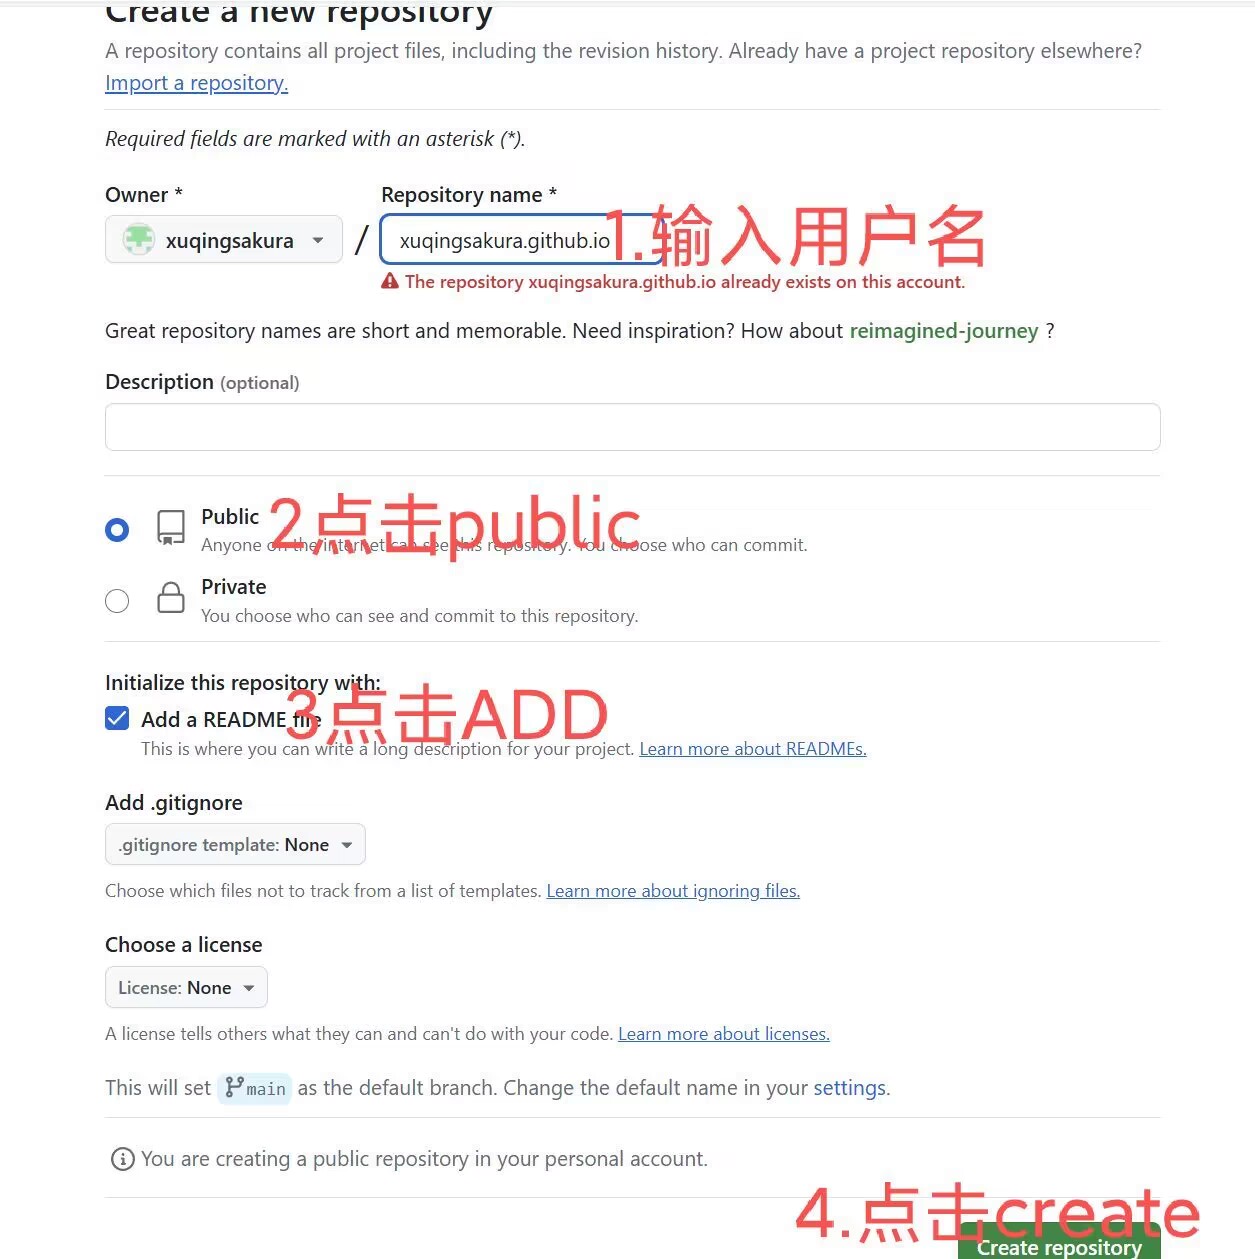 Create a new repository
A repository contains all project files, including the revision history. Already have a project repository elsewhere?
Import a repository.
Required fields are marked with an asterisk (*).
Owner *
Repository name *
xuqingsakura
/
xuqingsakura.github.io
1.输入用户名
The repository xuqingsakura.github.io already exists on this account.
Great repository names are short and memorable. Need inspiration? How about reimagined-journey ?
Description (optional)
Public
2点击public
Anyone on the internet can see this repository. You choose who can commit.
Private
You choose who can see and commit to this repository.
Initialize this repository with:
Add a README file
3点击ADD
This is where you can write a long description for your project. Learn more about READMEs.
Add .gitignore
.gitignore template: None
Choose which files not to track from a list of templates. Learn more about ignoring files.
Choose a license
License: None
A license tells others what they can and can't do with your code. Learn more about licenses.
This will set main as the default branch. Change the default name in your settings.
You are creating a public repository in your personal account.
4.点击create
Create repository